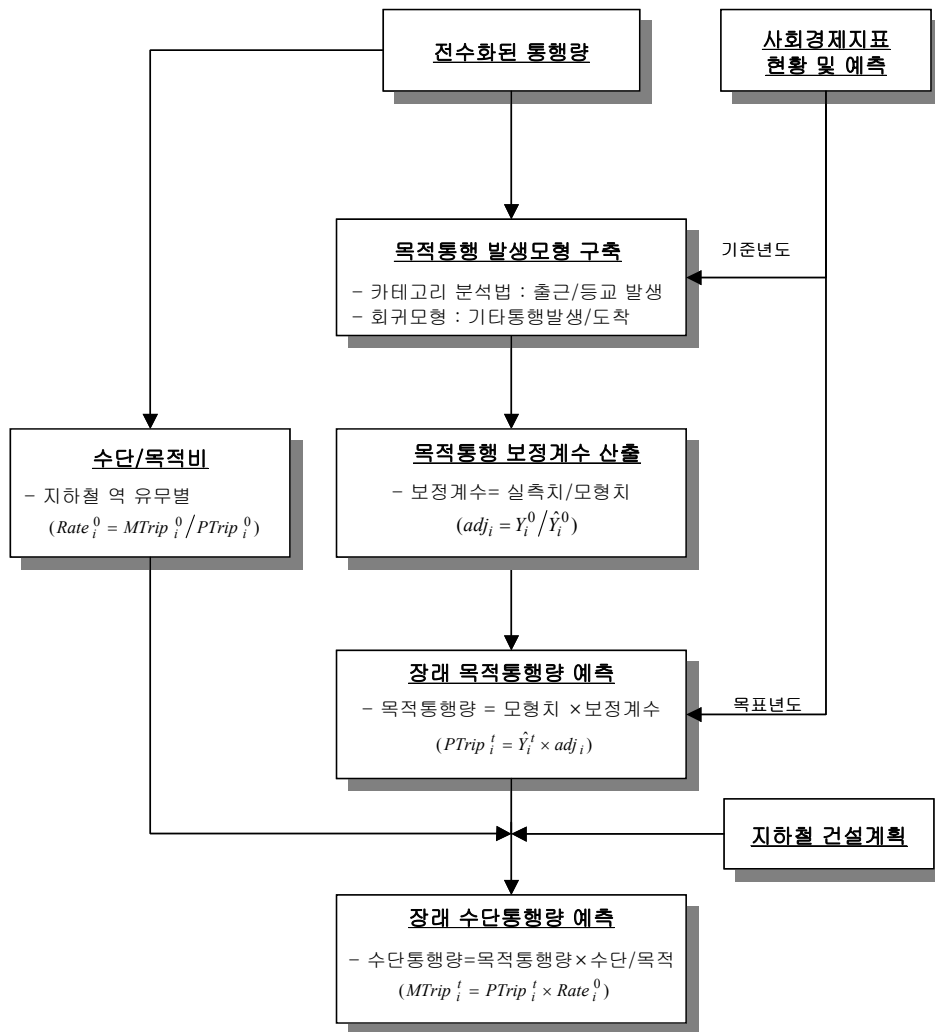 전수화된 통행량
사회경제지표
현황 및 예측
목적통행 발생모형 구축
- 카테고리 분석법 : 출근/등교 발생
- 회귀모형 : 기타통행발생/도착
기준년도
수단/목적비
- 지하철 역 유무별
(Rate_i^0 = MTrip_i^0 / PTrip_i^0)
목적통행 보정계수 산출
- 보정계수= 실측치/모형치
(adj_i = Y_i^0 / Ŷ_i^0)
장래 목적통행량 예측
- 목적통행량 = 모형치 ×보정계수
(PTrip_i^t = Ŷ_i^t × adj_i)
목표년도
지하철 건설계획
장래 수단통행량 예측
- 수단통행량=목적통행량×수단/목적
(MTrip_i^t = PTrip_i^t × Rate_i^0)